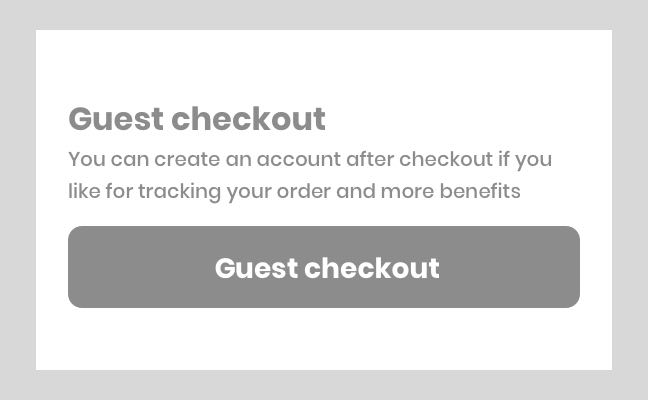 Guest checkout
You can create an account after checkout if you
like for tracking your order and more benefits
Guest checkout